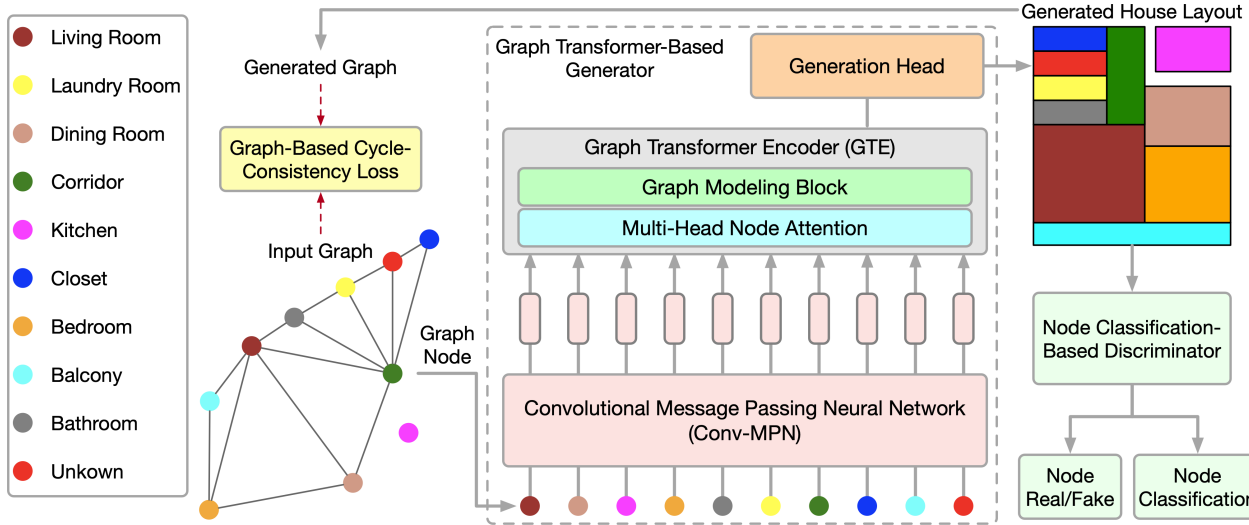 Living Room
Laundry Room
Dining Room
Corridor
Kitchen
Closet
Bedroom
Balcony
Bathroom
Unkown
Generated Graph
Graph-Based Cycle-
Consistency Loss
Input Graph
Graph
Node
Graph Transformer-Based
Generator
Generation Head
Graph Transformer Encoder (GTE)
Graph Modeling Block
Multi-Head Node Attention
Convolutional Message Passing Neural Network
(Conv-MPN)
Generated House Layout
Node Classification-
Based Discriminator
Node
Real/Fake
Node
Classification